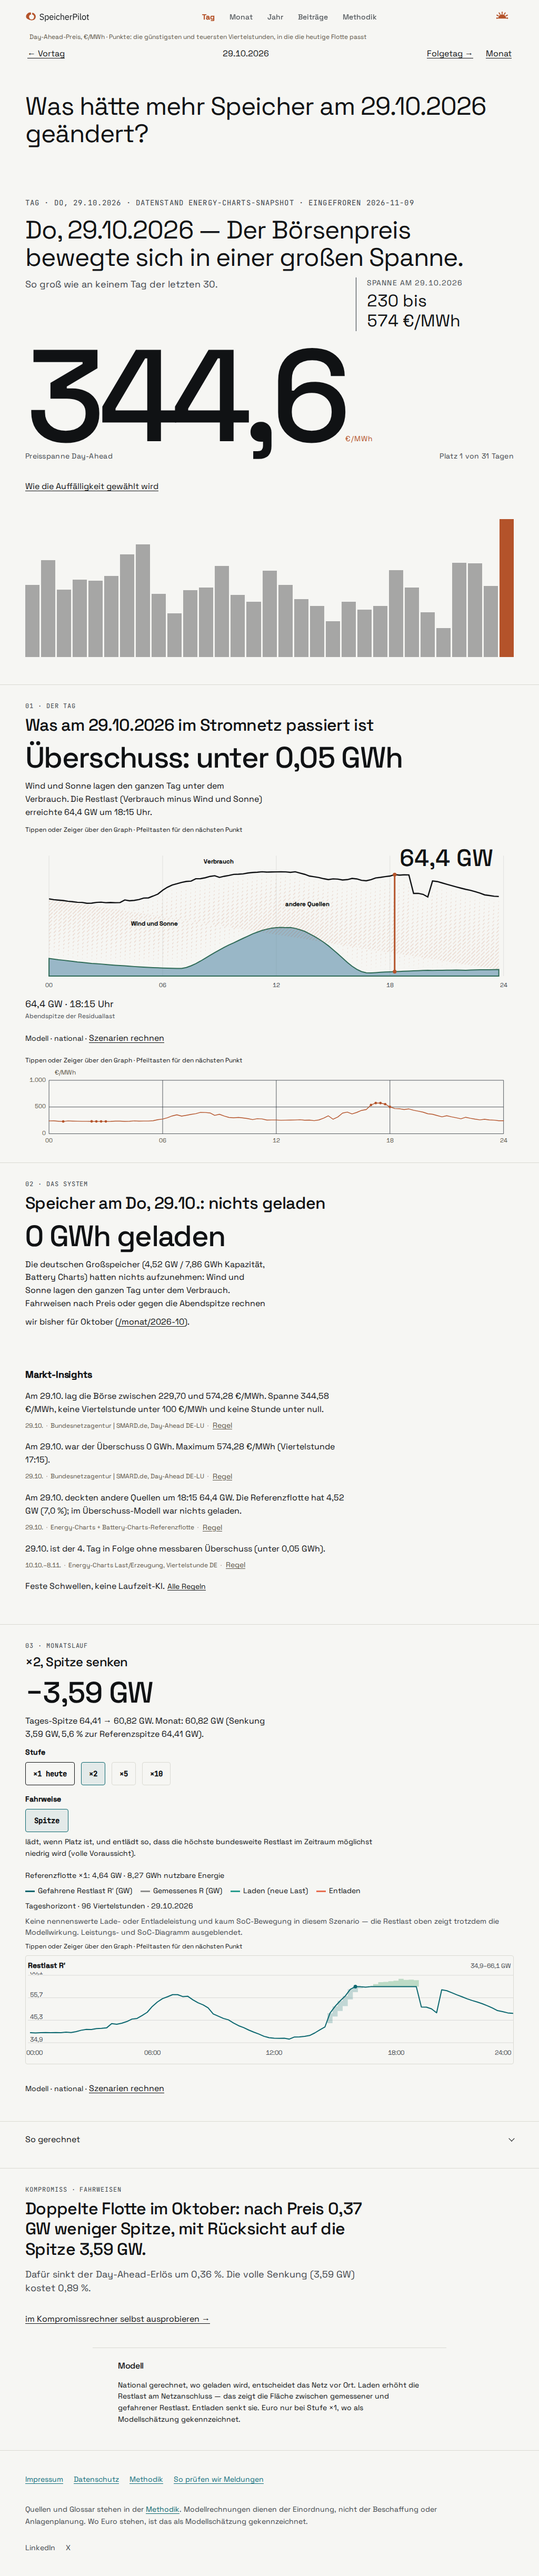 SpeicherPilot
Tag Monat Jahr Beiträge Methodik
Day-Ahead-Preis, €/MWh · Punkte: die günstigsten und teuersten Viertelstunden, in die die heutige Flotte passt
← Vortag 29.10.2026 Folgetag → Monat
Was hätte mehr Speicher am 29.10.2026
geändert?
TAG · DO, 29.10.2026 · DATENSTAND ENERGY-CHARTS-SNAPSHOT · EINGEFROREN 2026-11-09
Do, 29.10.2026 — Der Börsenpreis
bewegte sich in einer großen Spanne.
So groß wie an keinem Tag der letzten 30.
SPANNE AM 29.10.2026
230 bis
574 €/MWh
344,6
€/MWh
Preisspanne Day-Ahead
Platz 1 von 31 Tagen
Wie die Auffälligkeit gewählt wird
01 · DER TAG
Was am 29.10.2026 im Stromnetz passiert ist
Überschuss: unter 0,05 GWh
Wind und Sonne lagen den ganzen Tag unter dem
Verbrauch. Die Restlast (Verbrauch minus Wind und Sonne)
erreichte 64,4 GW um 18:15 Uhr.
Tippen oder Zeiger über den Graph · Pfeiltasten für den nächsten Punkt
64,4 GW
Verbrauch
andere Quellen
Wind und Sonne
00 06 12 18 24
64,4 GW · 18:15 Uhr
Abendspitze der Residuallast
Modell · national · Szenarien rechnen
Tippen oder Zeiger über den Graph · Pfeiltasten für den nächsten Punkt
€/MWh
1.000
500
0
00 06 12 18 24
02 · DAS SYSTEM
Speicher am Do, 29.10.: nichts geladen
0 GWh geladen
Die deutschen Großspeicher (4,52 GW / 7,86 GWh Kapazität,
Battery Charts) hatten nichts aufzunehmen: Wind und
Sonne lagen den ganzen Tag unter dem Verbrauch.
Fahrweisen nach Preis oder gegen die Abendspitze rechnen
wir bisher für Oktober (/monat/2026-10).
Markt-Insights
Am 29.10. lag die Börse zwischen 229,70 und 574,28 €/MWh. Spanne 344,58
€/MWh, keine Viertelstunde unter 100 €/MWh und keine Stunde unter null.
29.10. · Bundesnetzagentur | SMARD.de, Day-Ahead DE-LU · Regel
Am 29.10. war der Überschuss 0 GWh. Maximum 574,28 €/MWh (Viertelstunde
17:15).
29.10. · Bundesnetzagentur | SMARD.de, Day-Ahead DE-LU · Regel
Am 29.10. deckten andere Quellen um 18:15 64,4 GW. Die Referenzflotte hat 4,52
GW (7,0 %); im Überschuss-Modell war nichts geladen.
29.10. · Energy-Charts + Battery-Charts-Referenzflotte · Regel
29.10. ist der 4. Tag in Folge ohne messbaren Überschuss (unter 0,05 GWh).
10.10.–8.11. · Energy-Charts Last/Erzeugung, Viertelstunde DE · Regel
Feste Schwellen, keine Laufzeit-KI. Alle Regeln
03 · MONATSLAUF
×2, Spitze senken
−3,59 GW
Tages-Spitze 64,41 → 60,82 GW. Monat: 60,82 GW (Senkung
3,59 GW, 5,6 % zur Referenzspitze 64,41 GW).
Stufe
×1 heute ×2 ×5 ×10
Fahrweise
Spitze
lädt, wenn Platz ist, und entlädt so, dass die höchste bundesweite Restlast im Zeitraum möglichst
niedrig wird (volle Voraussicht).
Referenzflotte ×1: 4,64 GW · 8,27 GWh nutzbare Energie
Gefahrene Restlast R' (GW) Gemessenes R (GW) Laden (neue Last) Entladen
Tageshorizont · 96 Viertelstunden · 29.10.2026
Keine nennenswerte Lade- oder Entladeleistung und kaum SoC-Bewegung in diesem Szenario — die Restlast oben zeigt trotzdem die
Modellwirkung. Leistungs- und SoC-Diagramm ausgeblendet.
Tippen oder Zeiger über den Graph · Pfeiltasten für den nächsten Punkt
Restlast R' 34,9–66,1 GW
55,7
45,3
34,9
00:00 06:00 12:00 18:00 24:00
Modell · national · Szenarien rechnen
So gerechnet
KOMPROMISS · FAHRWEISEN
Doppelte Flotte im Oktober: nach Preis 0,37
GW weniger Spitze, mit Rücksicht auf die
Spitze 3,59 GW.
Dafür sinkt der Day-Ahead-Erlös um 0,36 %. Die volle Senkung (3,59 GW)
kostet 0,89 %.
im Kompromissrechner selbst ausprobieren →
Modell
National gerechnet, wo geladen wird, entscheidet das Netz vor Ort. Laden erhöht die
Restlast am Netzanschluss — das zeigt die Fläche zwischen gemessener und
gefahrener Restlast. Entladen senkt sie. Euro nur bei Stufe ×1, wo als
Modellschätzung gekennzeichnet.
Impressum Datenschutz Methodik So prüfen wir Meldungen
Quellen und Glossar stehen in der Methodik. Modellrechnungen dienen der Einordnung, nicht der Beschaffung oder
Anlagenplanung. Wo Euro stehen, ist das als Modellschätzung gekennzeichnet.
LinkedIn X